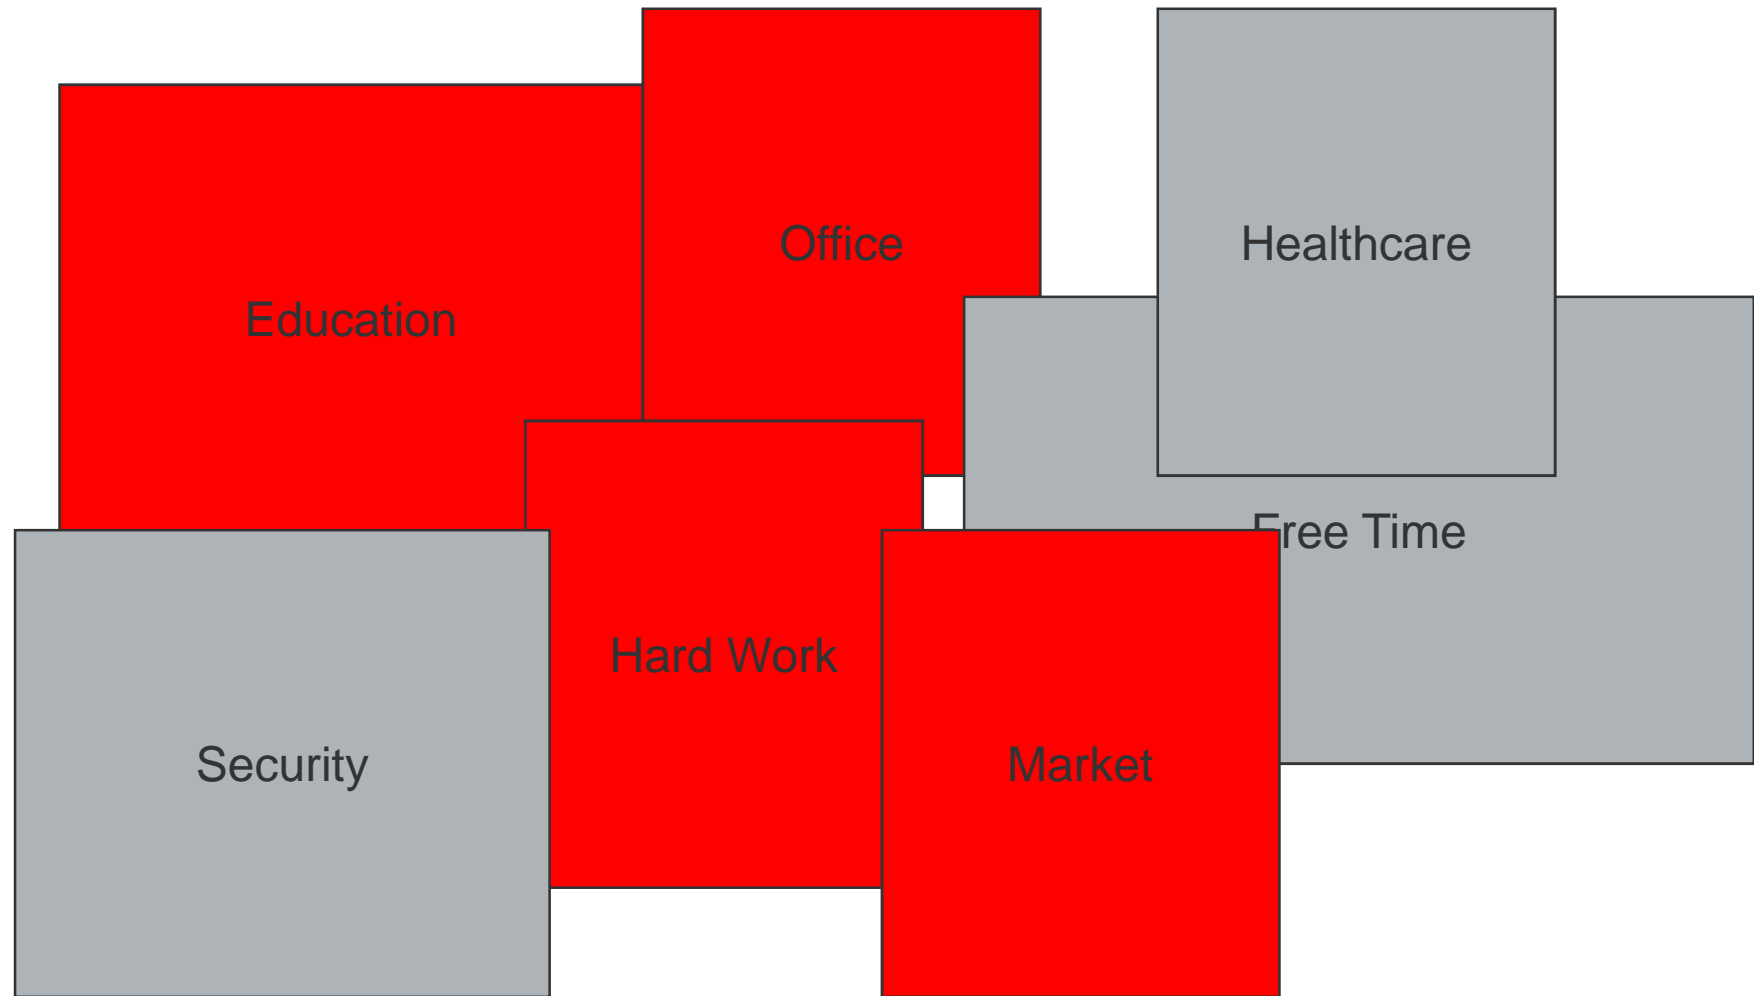 Office
Healthcare
Education
Free Time
Hard Work
Security
Market